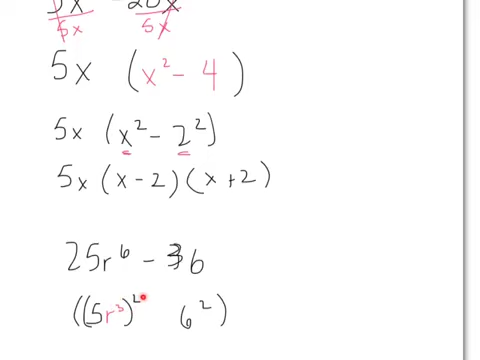 5x 20x
5x 5x
5x (x² - 4)
5x (x² - 2²)
5x (x - 2) (x + 2)
25r⁶ - 36
((5r³)² 6²)